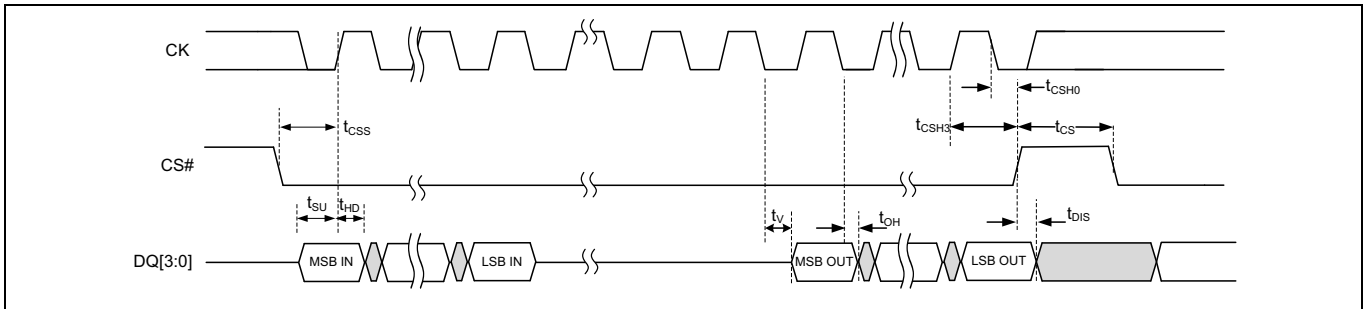 CK
tCSH0
tCSS
tCSH3
tCS
CS#
tSU
tHD
tV
tOH
tDIS
DQ[3:0]
MSB IN
LSB IN
MSB OUT
LSB OUT